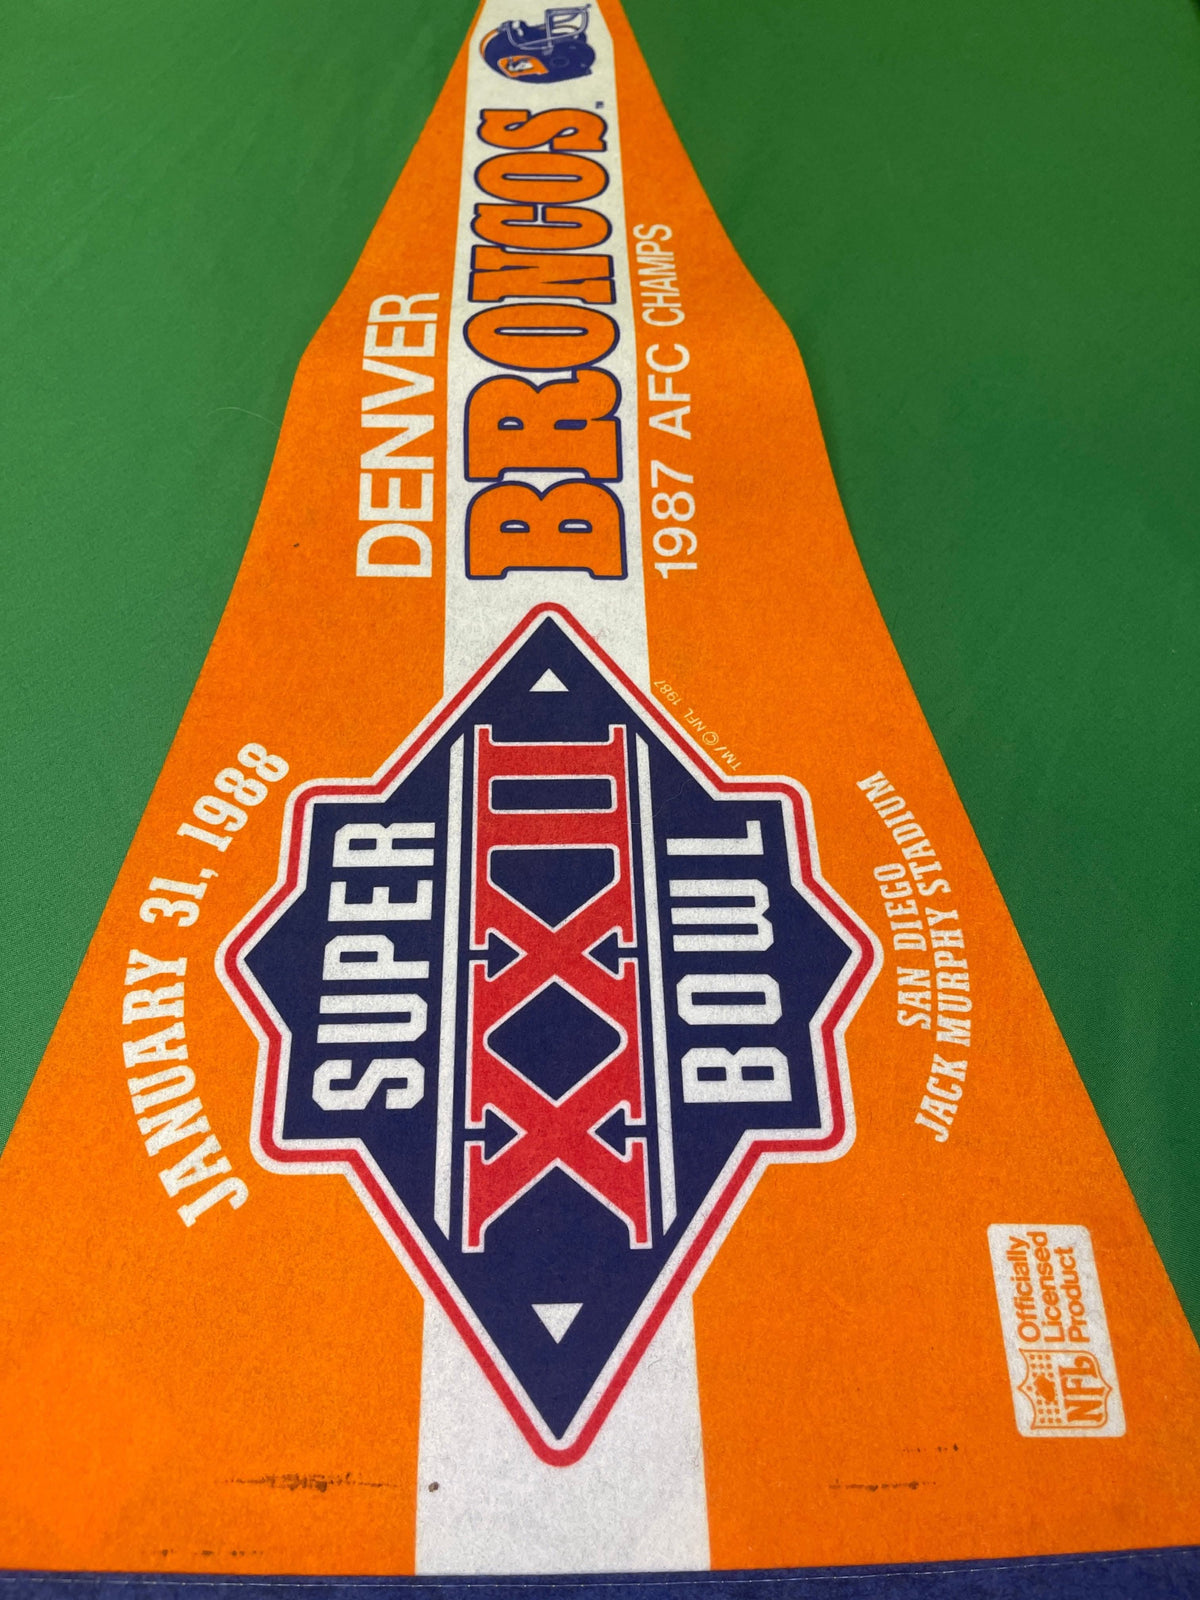 JANUARY 31, 1988
SUPER
XXII
BOWL
SAN DIEGO
JACK MURPHY STADIUM
TM/©NFL 1987
DENVER
BRONCOS™
1987 AFC CHAMPS
NFL
Officially
Licensed
Product